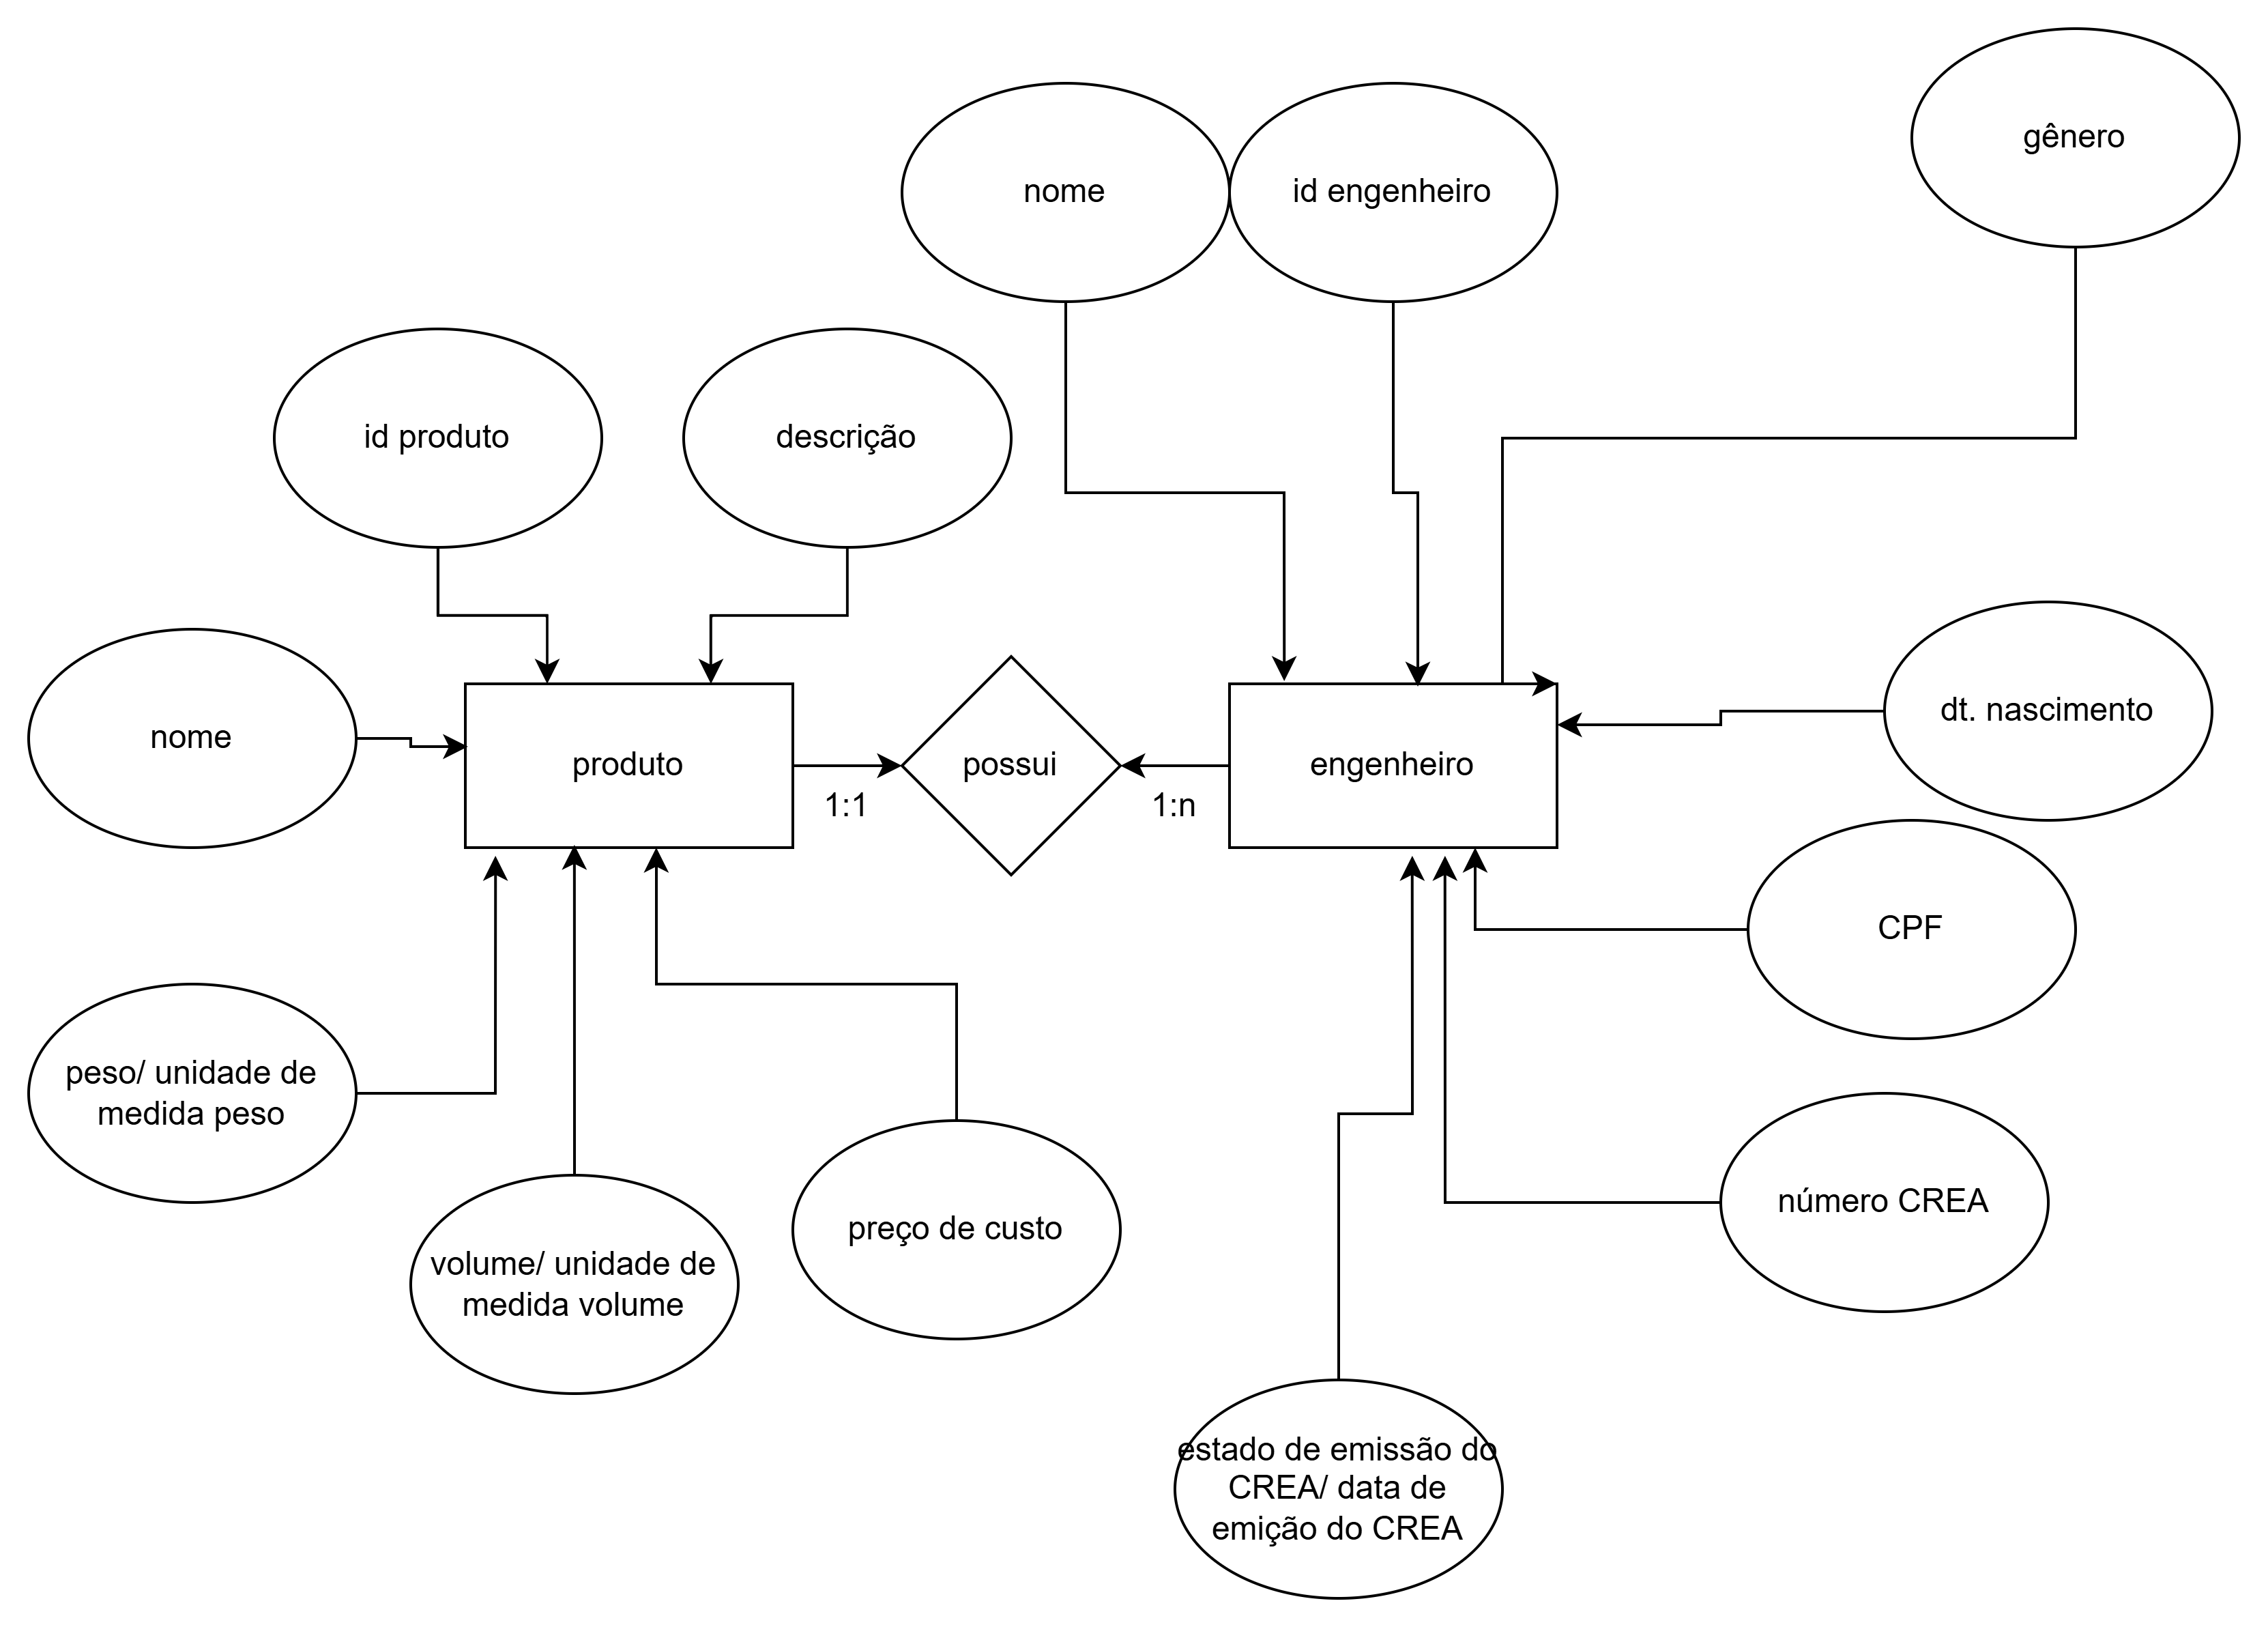 gênero
nome
id engenheiro
id produto
descrição
nome
produto
possui
engenheiro
dt. nascimento
1:1
1:n
CPF
peso/ unidade de
medida peso
número CREA
volume/ unidade de
medida volume
preço de custo
estado de emissão do
CREA/ data de
emição do CREA